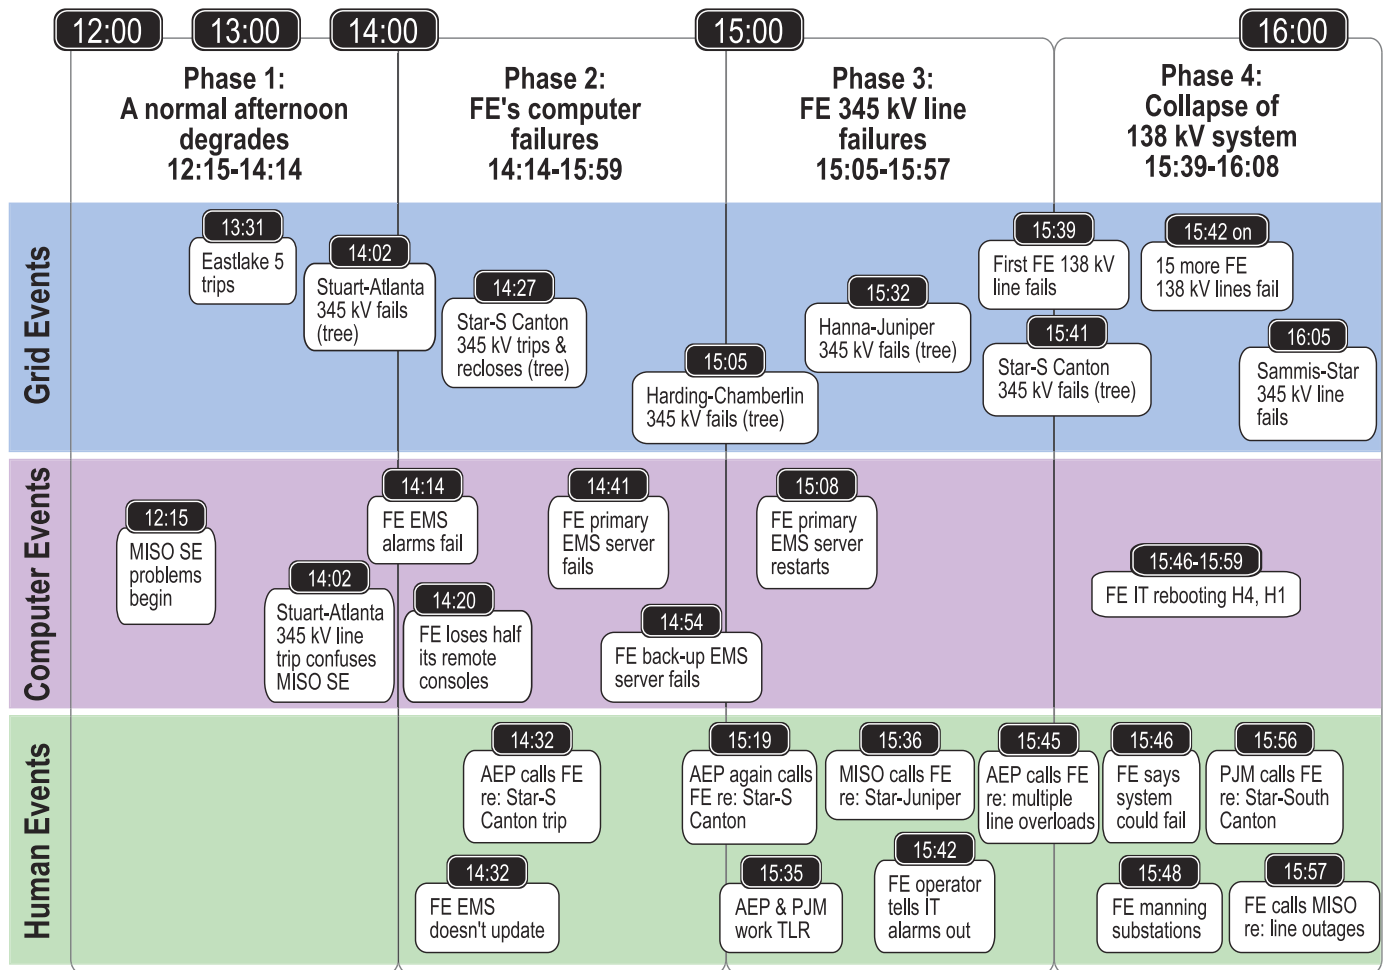 12:00
13:00
14:00
15:00
16:00
Phase 1:
A normal afternoon
degrades
12:15-14:14
Phase 2:
FE's computer
failures
14:14-15:59
Phase 3:
FE 345 kV line
failures
15:05-15:57
Phase 4:
Collapse of
138 kV system
15:39-16:08
Grid Events
13:31
Eastlake 5
trips
14:02
Stuart-Atlanta
345 kV fails
(tree)
14:27
Star-S Canton
345 kV trips &
recloses (tree)
15:05
Harding-Chamberlin
345 kV fails (tree)
15:32
Hanna-Juniper
345 kV fails (tree)
15:39
First FE 138 kV
line fails
15:41
Star-S Canton
345 kV fails (tree)
15:42 on
15 more FE
138 kV lines fail
16:05
Sammis-Star
345 kV line
fails
Computer Events
12:15
MISO SE
problems
begin
14:02
Stuart-Atlanta
345 kV line
trip confuses
MISO SE
14:14
FE EMS
alarms fail
14:20
FE loses half
its remote
consoles
14:41
FE primary
EMS server
fails
14:54
FE back-up EMS
server fails
15:08
FE primary
EMS server
restarts
15:46-15:59
FE IT rebooting H4, H1
Human Events
14:32
AEP calls FE
re: Star-S
Canton trip
14:32
FE EMS
doesn't update
15:19
AEP again calls
FE re: Star-S
Canton
15:35
AEP & PJM
work TLR
15:36
MISO calls FE
re: Star-Juniper
15:42
FE operator
tells IT
alarms out
15:45
AEP calls FE
re: multiple
line overloads
15:46
FE says
system
could fail
15:48
FE manning
substations
15:56
PJM calls FE
re: Star-South
Canton
15:57
FE calls MISO
re: line outages